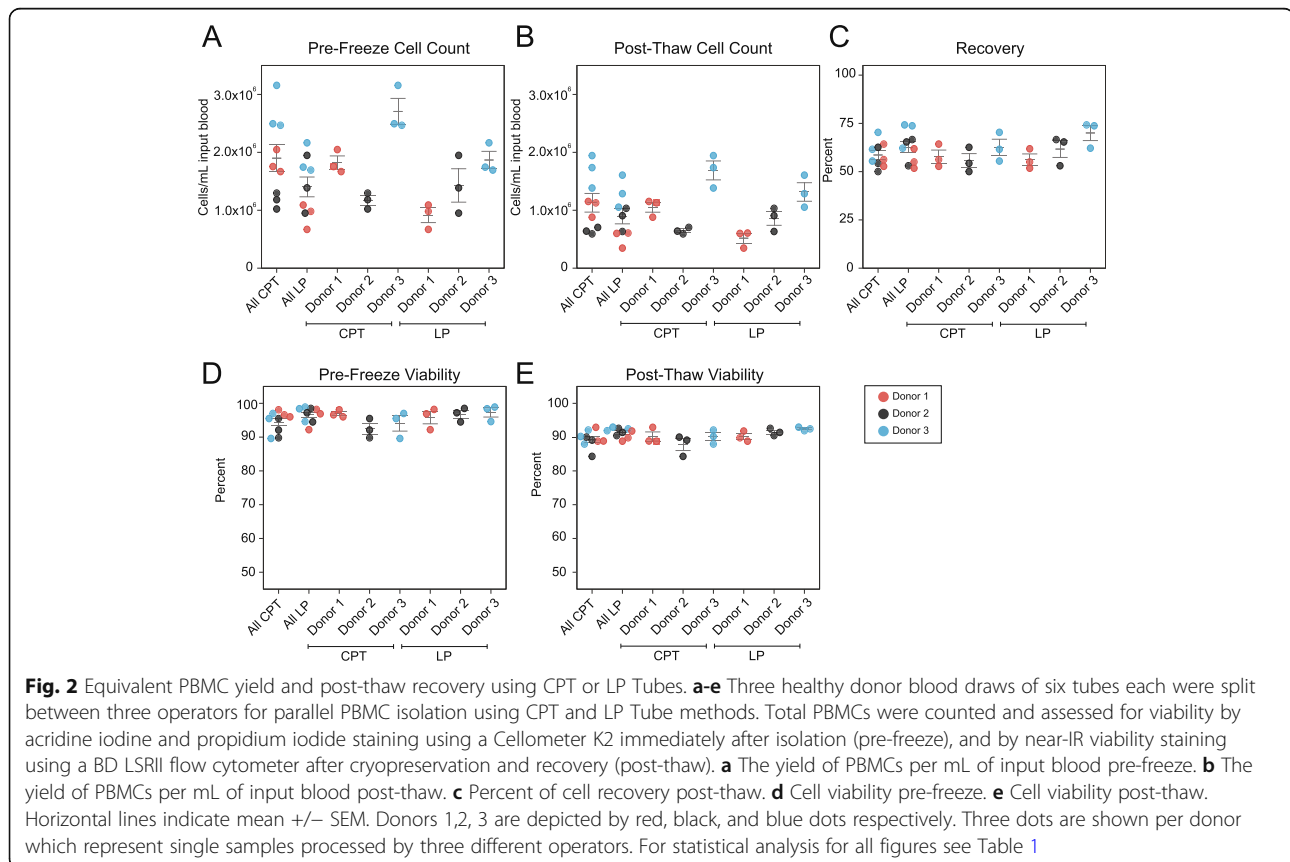 A
Pre-Freeze Cell Count
Cells/mL input blood
3.0x10⁶
2.0x10⁶
1.0x10⁶
0
All CPT
All LP
Donor 1
Donor 2
Donor 3
Donor 1
Donor 2
Donor 3
CPT
LP
B
Post-Thaw Cell Count
Cells/mL input blood
3.0x10⁶
2.0x10⁶
1.0x10⁶
0
All CPT
All LP
Donor 1
Donor 2
Donor 3
Donor 1
Donor 2
Donor 3
CPT
LP
C
Recovery
Percent
100
75
50
0
All CPT
All LP
Donor 1
Donor 2
Donor 3
Donor 1
Donor 2
Donor 3
CPT
LP
D
Pre-Freeze Viability
Percent
100
90
80
70
60
50
All CPT
All LP
Donor 1
Donor 2
Donor 3
Donor 1
Donor 2
Donor 3
CPT
LP
E
Post-Thaw Viability
Percent
100
90
80
70
60
50
All CPT
All LP
Donor 1
Donor 2
Donor 3
Donor 1
Donor 2
Donor 3
CPT
LP
Donor 1
Donor 2
Donor 3
Fig. 2 Equivalent PBMC yield and post-thaw recovery using CPT or LP Tubes. a-e Three healthy donor blood draws of six tubes each were split
between three operators for parallel PBMC isolation using CPT and LP Tube methods. Total PBMCs were counted and assessed for viability by
acridine iodine and propidium iodide staining using a Cellometer K2 immediately after isolation (pre-freeze), and by near-IR viability staining
using a BD LSRII flow cytometer after cryopreservation and recovery (post-thaw). a The yield of PBMCs per mL of input blood pre-freeze. b The
yield of PBMCs per mL of input blood post-thaw. c Percent of cell recovery post-thaw. d Cell viability pre-freeze. e Cell viability post-thaw.
Horizontal lines indicate mean +/− SEM. Donors 1,2, 3 are depicted by red, black, and blue dots respectively. Three dots are shown per donor
which represent single samples processed by three different operators. For statistical analysis for all figures see Table 1